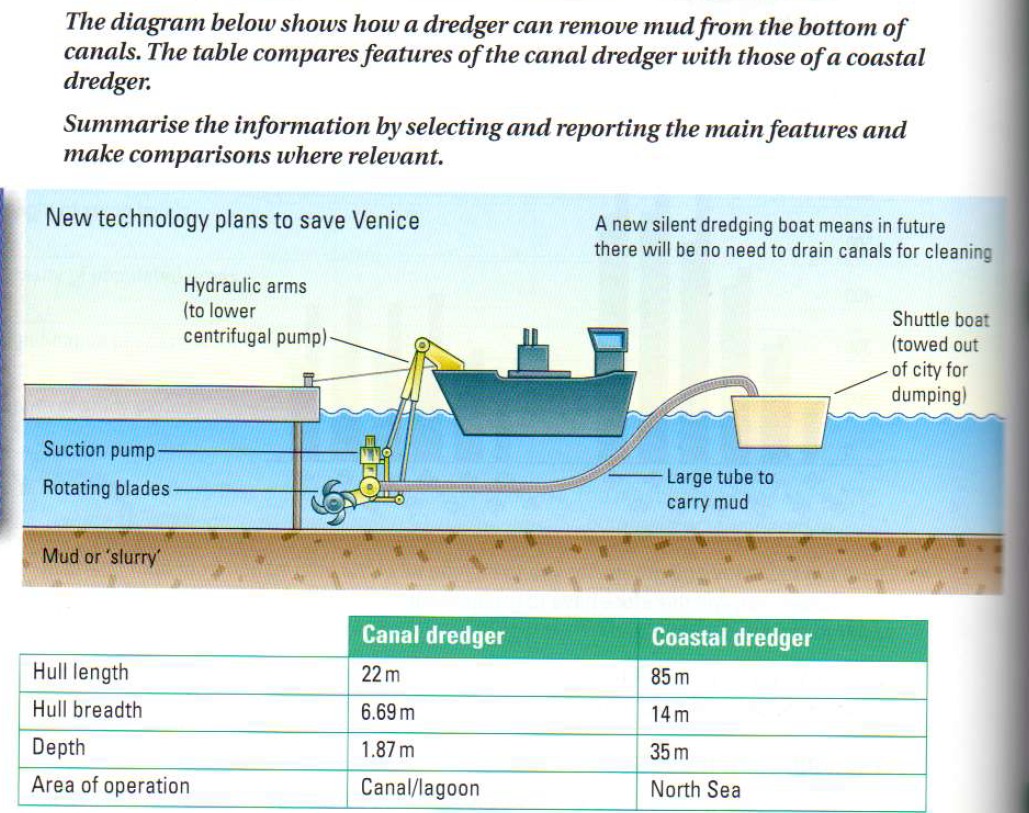 The diagram below shows how a dredger can remove mud from the bottom of
canals. The table compares features of the canal dredger with those of a coastal
dredger.
Summarise the information by selecting and reporting the main features and
make comparisons where relevant.
New technology plans to save Venice
A new silent dredging boat means in future
there will be no need to drain canals for cleaning
Hydraulic arms
(to lower
centrifugal pump)
Shuttle boat
(towed out
of city for
dumping)
Suction pump
Rotating blades
Large tube to
carry mud
Mud or 'slurry'
Canal dredger Coastal dredger
Hull length 22 m 85 m
Hull breadth 6.69 m 14 m
Depth 1.87 m 35 m
Area of operation Canal/lagoon North Sea